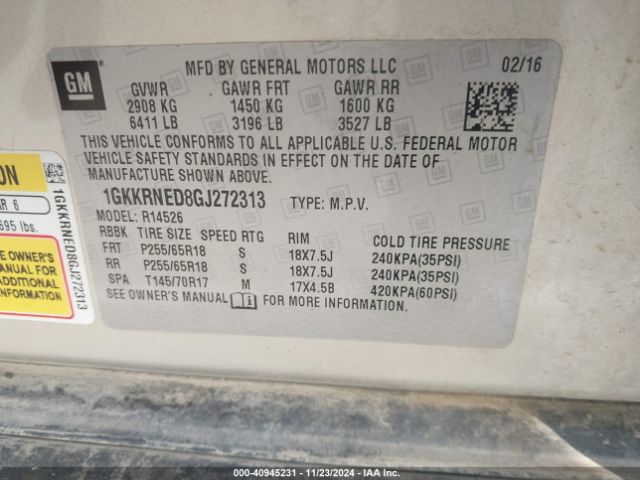 GM
MFD BY GENERAL MOTORS LLC 02/16
GVWR GAWR FRT GAWR RR
2908 KG 1450 KG 1600 KG
6411 LB 3196 LB 3527 LB
THIS VEHICLE CONFORMS TO ALL APPLICABLE U.S. FEDERAL MOTOR
VEHICLE SAFETY STANDARDS IN EFFECT ON THE DATE OF
MANUFACTURE SHOWN ABOVE.
1GKKRNED8GJ272313 TYPE: M.P.V.
MODEL: R14526
RBBK TIRE SIZE SPEED RTG RIM COLD TIRE PRESSURE
FRT P255/65R18 S 18X7.5J 240KPA(35PSI)
RR P255/65R18 S 18X7.5J 240KPA(35PSI)
SPA T145/70R17 M 17X4.5B 420KPA(60PSI)
SEE OWNER'S MANUAL FOR MORE INFORMATION.
ON
R 6
695 lbs.
OWNER'S
MANUAL FOR
ADDITIONAL
INFORMATION
1GKKRNED8GJ272313
000-40945231 - 11/23/2024 - IAA Inc.